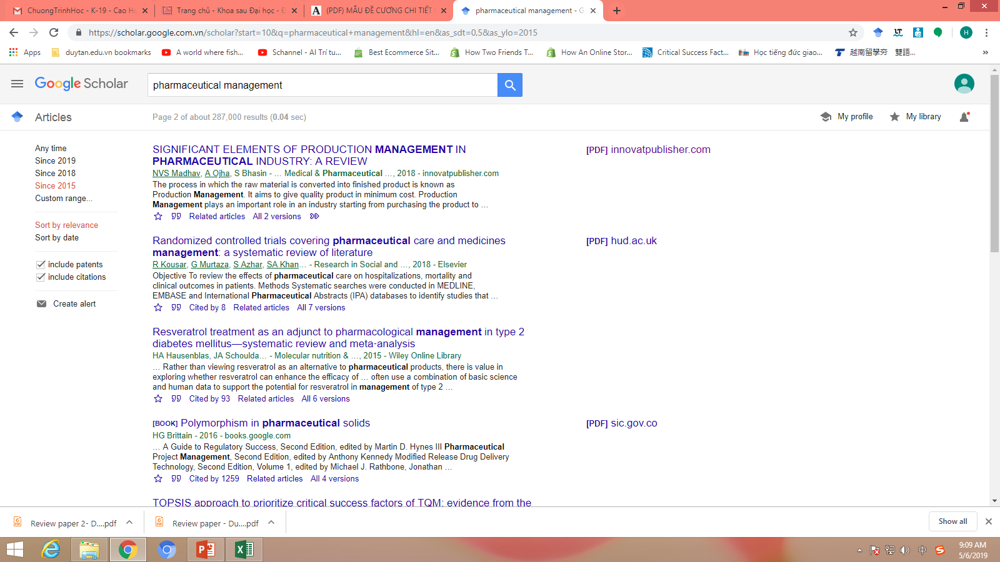 ChuongTrinhHoc - K-19 - Cao Ho
Trang chủ - Khoa sau Đại học - Đ
(PDF) MẪU ĐỀ CƯƠNG CHI TIẾT
pharmaceutical management - G
https://scholar.google.com.vn/scholar?start=10&q=pharmaceutical+management&hl=en&as_sdt=0,5&as_ylo=2015
H
Apps
duytan.edu.vn bookmarks
A world where fish...
Schannel - AI Trí tu...
Best Ecommerce Sit...
How Two Friends T...
How An Online Stor...
Critical Success Fact...
Học tiếng đức giao...
越南留學夯 雙語...
Google Scholar
pharmaceutical management
Articles
Page 2 of about 287,000 results (0.04 sec)
My profile
My library
Any time
Since 2019
Since 2018
Since 2015
Custom range...
Sort by relevance
Sort by date
include patents
include citations
Create alert
SIGNIFICANT ELEMENTS OF PRODUCTION MANAGEMENT IN
PHARMACEUTICAL INDUSTRY: A REVIEW
[PDF] innovatpublisher.com
NVS Madhav, A Ojha, S Bhasin - … Medical & Pharmaceutical …, 2018 - innovatpublisher.com
The process in which the raw material is converted into finished product is known as
Production Management. It aims to give quality product in minimum cost. Production
Management plays an important role in an industry starting from purchasing the product to …
Related articles All 2 versions
Randomized controlled trials covering pharmaceutical care and medicines
management: a systematic review of literature
[PDF] hud.ac.uk
R Kousar, G Murtaza, S Azhar, SA Khan… - Research in Social and …, 2018 - Elsevier
Objective To review the effects of pharmaceutical care on hospitalizations, mortality and
clinical outcomes in patients. Methods Systematic searches were conducted in MEDLINE,
EMBASE and International Pharmaceutical Abstracts (IPA) databases to identify studies that …
Cited by 8 Related articles All 7 versions
Resveratrol treatment as an adjunct to pharmacological management in type 2
diabetes mellitus—systematic review and meta-analysis
HA Hausenblas, JA Schoulda… - Molecular nutrition & …, 2015 - Wiley Online Library
… Rather than viewing resveratrol as an alternative to pharmaceutical products, there is value in
exploring whether resveratrol can enhance the efficacy of … often use a combination of basic science
and human data to support the potential for resveratrol in management of type 2 …
Cited by 93 Related articles All 6 versions
[BOOK] Polymorphism in pharmaceutical solids
[PDF] sic.gov.co
HG Brittain - 2016 - books.google.com
… A Guide to Regulatory Success, Second Edition, edited by Martin D. Hynes III Pharmaceutical
Project Management, Second Edition, edited by Anthony Kennedy Modified Release Drug Delivery
Technology, Second Edition, Volume 1, edited by Michael J. Rathbone, Jonathan …
Cited by 1259 Related articles All 4 versions
TOPSIS approach to prioritize critical success factors of TQM: evidence from the
Review paper 2- D....pdf
Review paper - Du....pdf
Show all
中
9:09 AM
5/6/2019